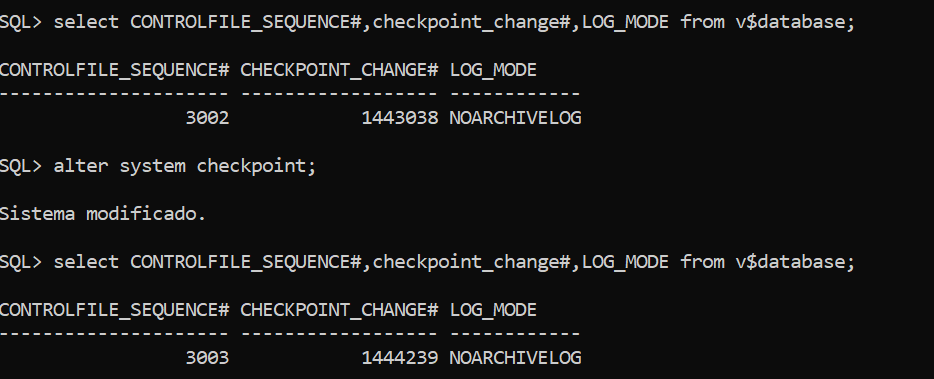 SQL> select CONTROLFILE_SEQUENCE#,checkpoint_change#,LOG_MODE from v$database;
CONTROLFILE_SEQUENCE# CHECKPOINT_CHANGE# LOG_MODE
--------------------- ------------------ ------------
                 3002            1443038 NOARCHIVELOG
SQL> alter system checkpoint;
Sistema modificado.
SQL> select CONTROLFILE_SEQUENCE#,checkpoint_change#,LOG_MODE from v$database;
CONTROLFILE_SEQUENCE# CHECKPOINT_CHANGE# LOG_MODE
--------------------- ------------------ ------------
                 3003            1444239 NOARCHIVELOG